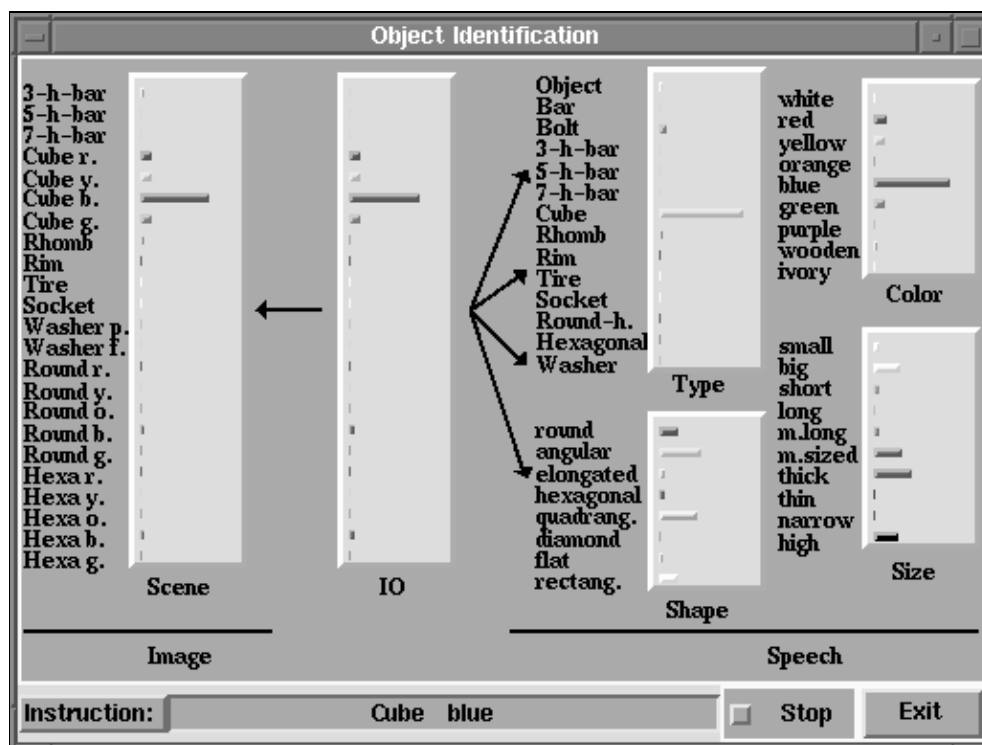 Object Identification
3-h-bar
5-h-bar
7-h-bar
Cube r.
Cube y.
Cube b.
Cube g.
Rhomb
Rim
Tire
Socket
Washer p.
Washer f.
Round r.
Round y.
Round o.
Round b.
Round g.
Hexa r.
Hexa y.
Hexa o.
Hexa b.
Hexa g.
Scene
IO
Object
Bar
Bolt
3-h-bar
5-h-bar
7-h-bar
Cube
Rhomb
Rim
Tire
Socket
Round-h.
Hexagonal
Washer
Type
white
red
yellow
orange
blue
green
purple
wooden
ivory
Color
round
angular
elongated
hexagonal
quadrang.
diamond
flat
rectang.
Shape
small
big
short
long
m.long
m.sized
thick
thin
narrow
high
Size
Image
Speech
Instruction:
Cube blue
Stop
Exit